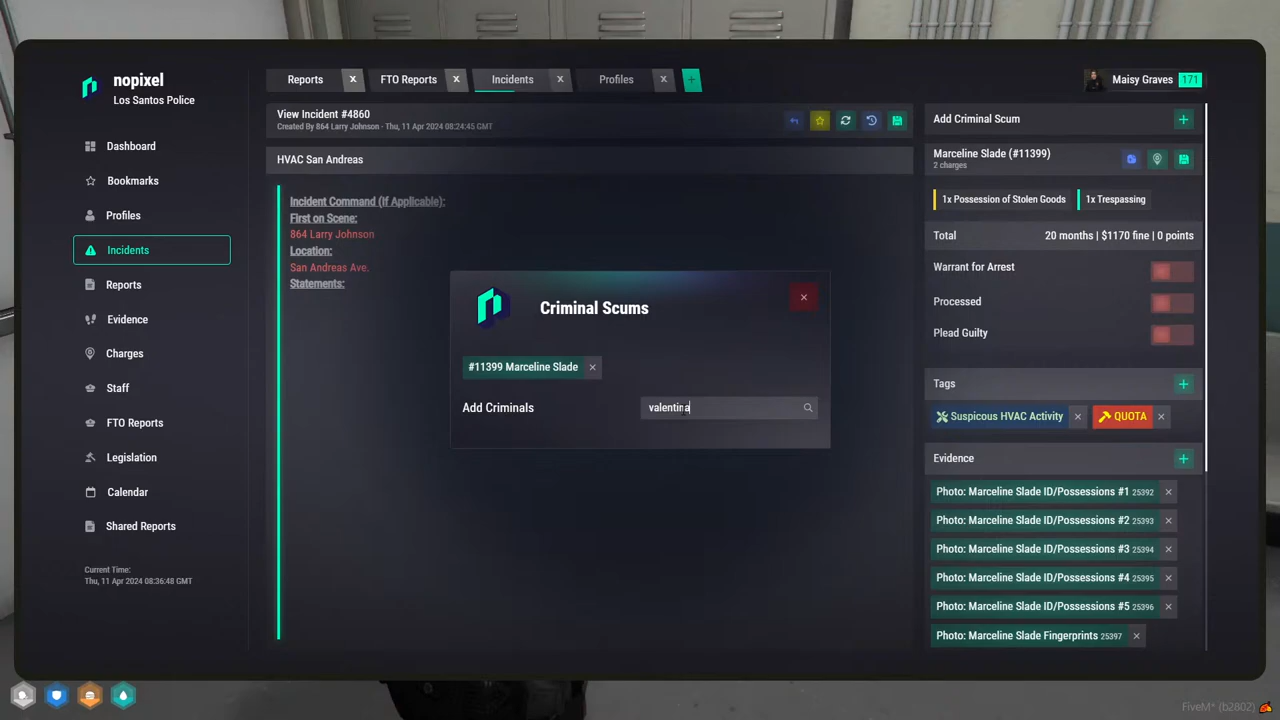 nopixel
Los Santos Police
Dashboard
Bookmarks
Profiles
Incidents
Reports
Evidence
Charges
Staff
FTO Reports
Legislation
Calendar
Shared Reports
Current Time:
Thu, 11 Apr 2024 08:36:48 GMT
Reports x FTO Reports x Incidents x Profiles x +
Maisy Graves 171
View Incident #4860
Created By 864 Larry Johnson - Thu, 11 Apr 2024 08:24:45 GMT
HVAC San Andreas
Incident Command (If Applicable):
First on Scene:
864 Larry Johnson
Location:
San Andreas Ave.
Statements:
Criminal Scums
#11399 Marceline Slade
Add Criminals
valentina
Add Criminal Scum
Marceline Slade (#11399)
2 charges
1x Possession of Stolen Goods
1x Trespassing
Total 20 months | $1170 fine | 0 points
Warrant for Arrest
Processed
Plead Guilty
Tags
Suspicous HVAC Activity
QUOTA
Evidence
Photo: Marceline Slade ID/Possessions #1 25392
Photo: Marceline Slade ID/Possessions #2 25393
Photo: Marceline Slade ID/Possessions #3 25394
Photo: Marceline Slade ID/Possessions #4 25395
Photo: Marceline Slade ID/Possessions #5 25396
Photo: Marceline Slade Fingerprints 25397
FiveM* (b2802)